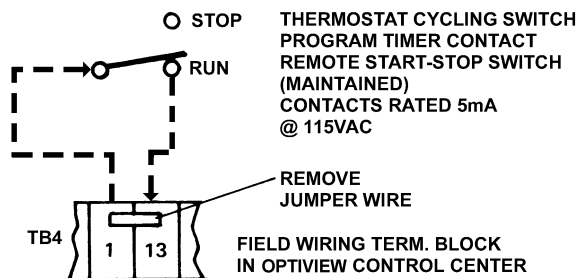 STOP
THERMOSTAT CYCLING SWITCH
PROGRAM TIMER CONTACT
REMOTE START-STOP SWITCH
(MAINTAINED)
CONTACTS RATED 5mA
@ 115VAC
RUN
REMOVE
JUMPER WIRE
TB4
1
13
FIELD WIRING TERM. BLOCK
IN OPTIVIEW CONTROL CENTER